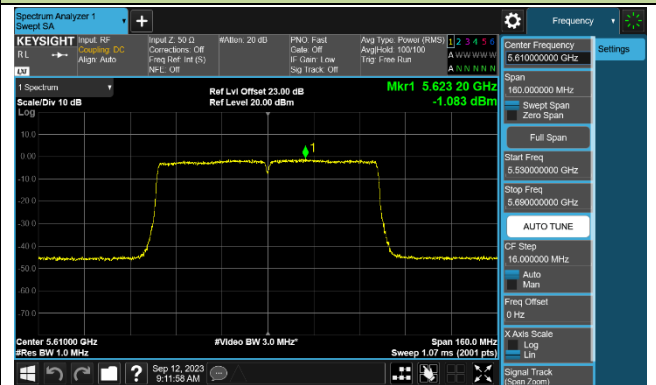 Spectrum Analyzer 1
Swept SA
Frequency
KEYSIGHT
RL
LXI
Input: RF
Coupling: DC
Align: Auto
Input Z: 50 Ω
Corrections: Off
Freq Ref: Int (S)
NFE: Off
#Atten: 20 dB
PNO: Fast
Gate: Off
IF Gain: Low
Sig Track: Off
Avg Type: Power (RMS)
Avg|Hold: 100/100
Trig: Free Run
1 2 3 4 5 6
A W W W W W
A N N N N N
1 Spectrum
Scale/Div 10 dB
Log
Ref Lvl Offset 23.00 dB
Ref Level 20.00 dBm
Mkr1 5.623 20 GHz
-1.083 dBm
1
10.0
0.00
-10.0
-20.0
-30.0
-40.0
-50.0
-60.0
-70.0
Center 5.61000 GHz
#Res BW 1.0 MHz
#Video BW 3.0 MHz*
Span 160.0 MHz
Sweep 1.07 ms (2001 pts)
Sep 12, 2023
9:11:58 AM
Center Frequency
5.610000000 GHz
Settings
Span
160.000000 MHz
Swept Span
Zero Span
Full Span
Start Freq
5.530000000 GHz
Stop Freq
5.690000000 GHz
AUTO TUNE
CF Step
16.000000 MHz
Auto
Man
Freq Offset
0 Hz
X Axis Scale
Log
Lin
Signal Track
(Span Zoom)